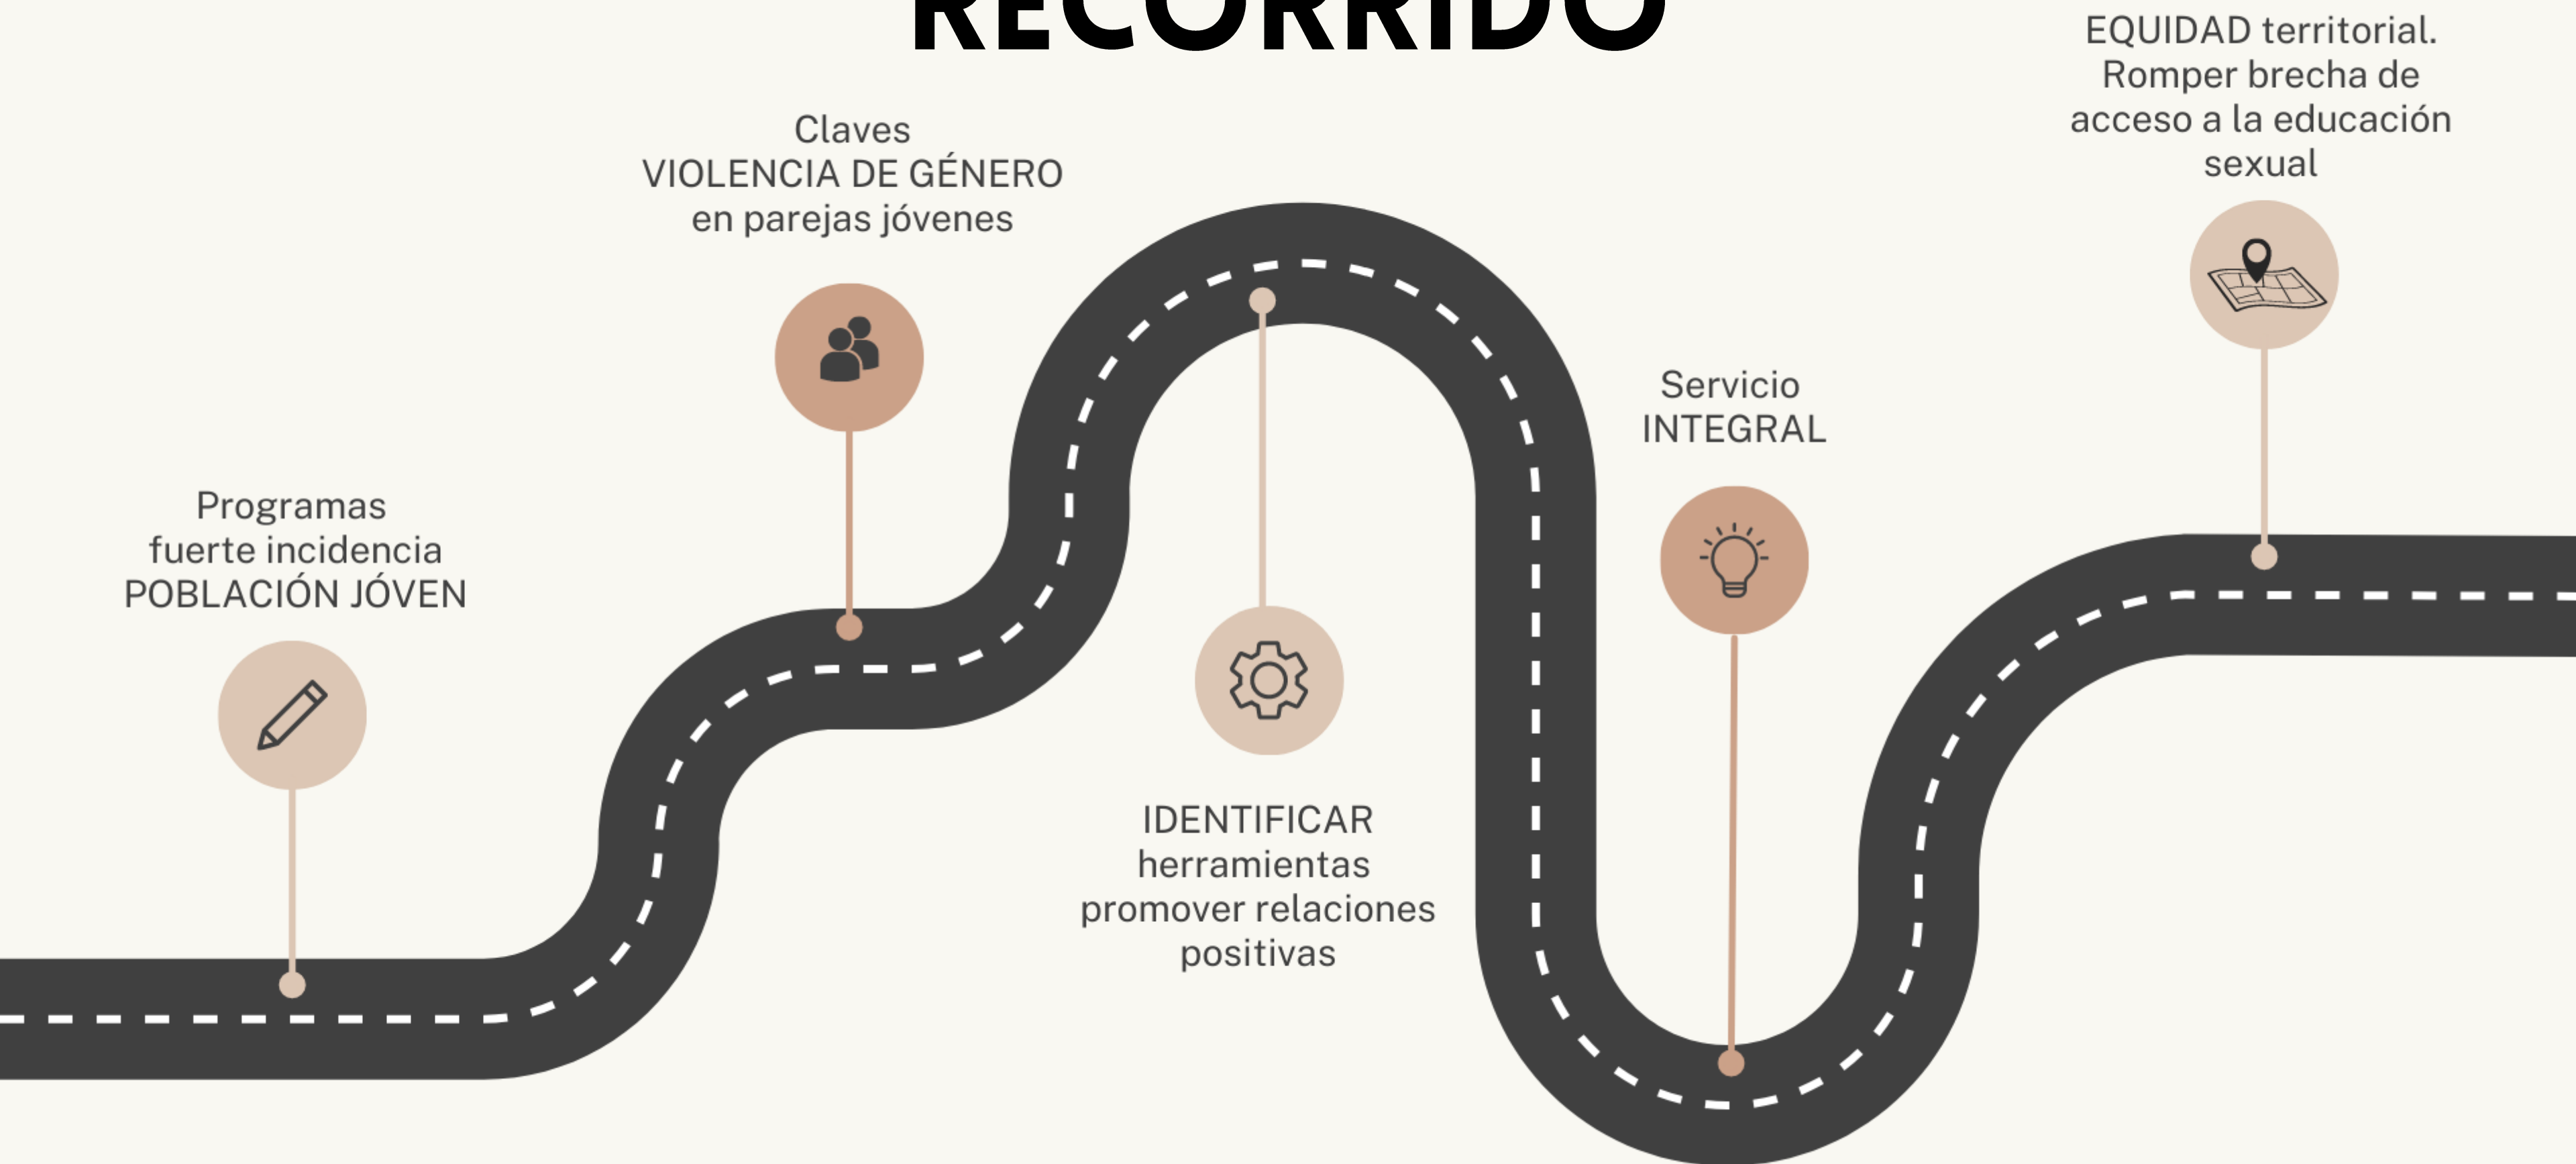 RECORRIDO
Programas
fuerte incidencia
POBLACIÓN JÓVEN
Claves
VIOLENCIA DE GÉNERO
en parejas jóvenes
IDENTIFICAR
herramientas
promover relaciones
positivas
Servicio
INTEGRAL
EQUIDAD territorial.
Romper brecha de
acceso a la educación
sexual